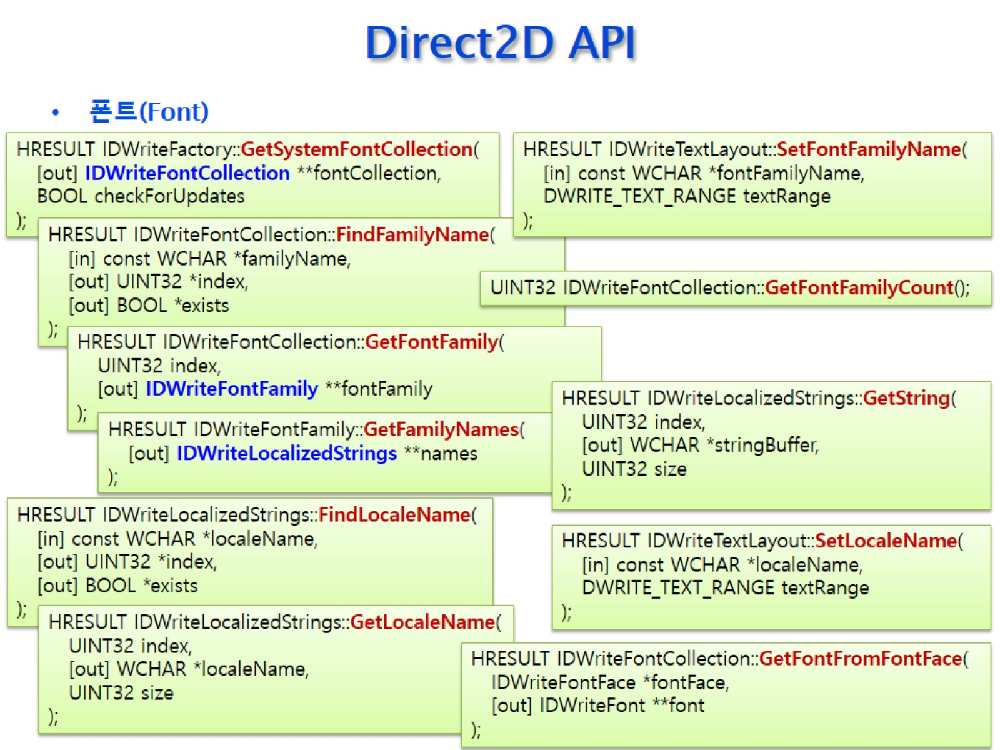 Direct2D API
• 폰트(Font)
HRESULT IDWriteFactory::GetSystemFontCollection(
[out] IDWriteFontCollection **fontCollection,
BOOL checkForUpdates
);
HRESULT IDWriteTextLayout::SetFontFamilyName(
[in] const WCHAR *fontFamilyName,
DWRITE_TEXT_RANGE textRange
);
HRESULT IDWriteFontCollection::FindFamilyName(
[in] const WCHAR *familyName,
[out] UINT32 *index,
[out] BOOL *exists
);
UINT32 IDWriteFontCollection::GetFontFamilyCount();
HRESULT IDWriteFontCollection::GetFontFamily(
UINT32 index,
[out] IDWriteFontFamily **fontFamily
);
HRESULT IDWriteFontFamily::GetFamilyNames(
[out] IDWriteLocalizedStrings **names
);
HRESULT IDWriteLocalizedStrings::GetString(
UINT32 index,
[out] WCHAR *stringBuffer,
UINT32 size
);
HRESULT IDWriteLocalizedStrings::FindLocaleName(
[in] const WCHAR *localeName,
[out] UINT32 *index,
[out] BOOL *exists
);
HRESULT IDWriteTextLayout::SetLocaleName(
[in] const WCHAR *localeName,
DWRITE_TEXT_RANGE textRange
);
HRESULT IDWriteLocalizedStrings::GetLocaleName(
UINT32 index,
[out] WCHAR *localeName,
UINT32 size
);
HRESULT IDWriteFontCollection::GetFontFromFontFace(
IDWriteFontFace *fontFace,
[out] IDWriteFont **font
);